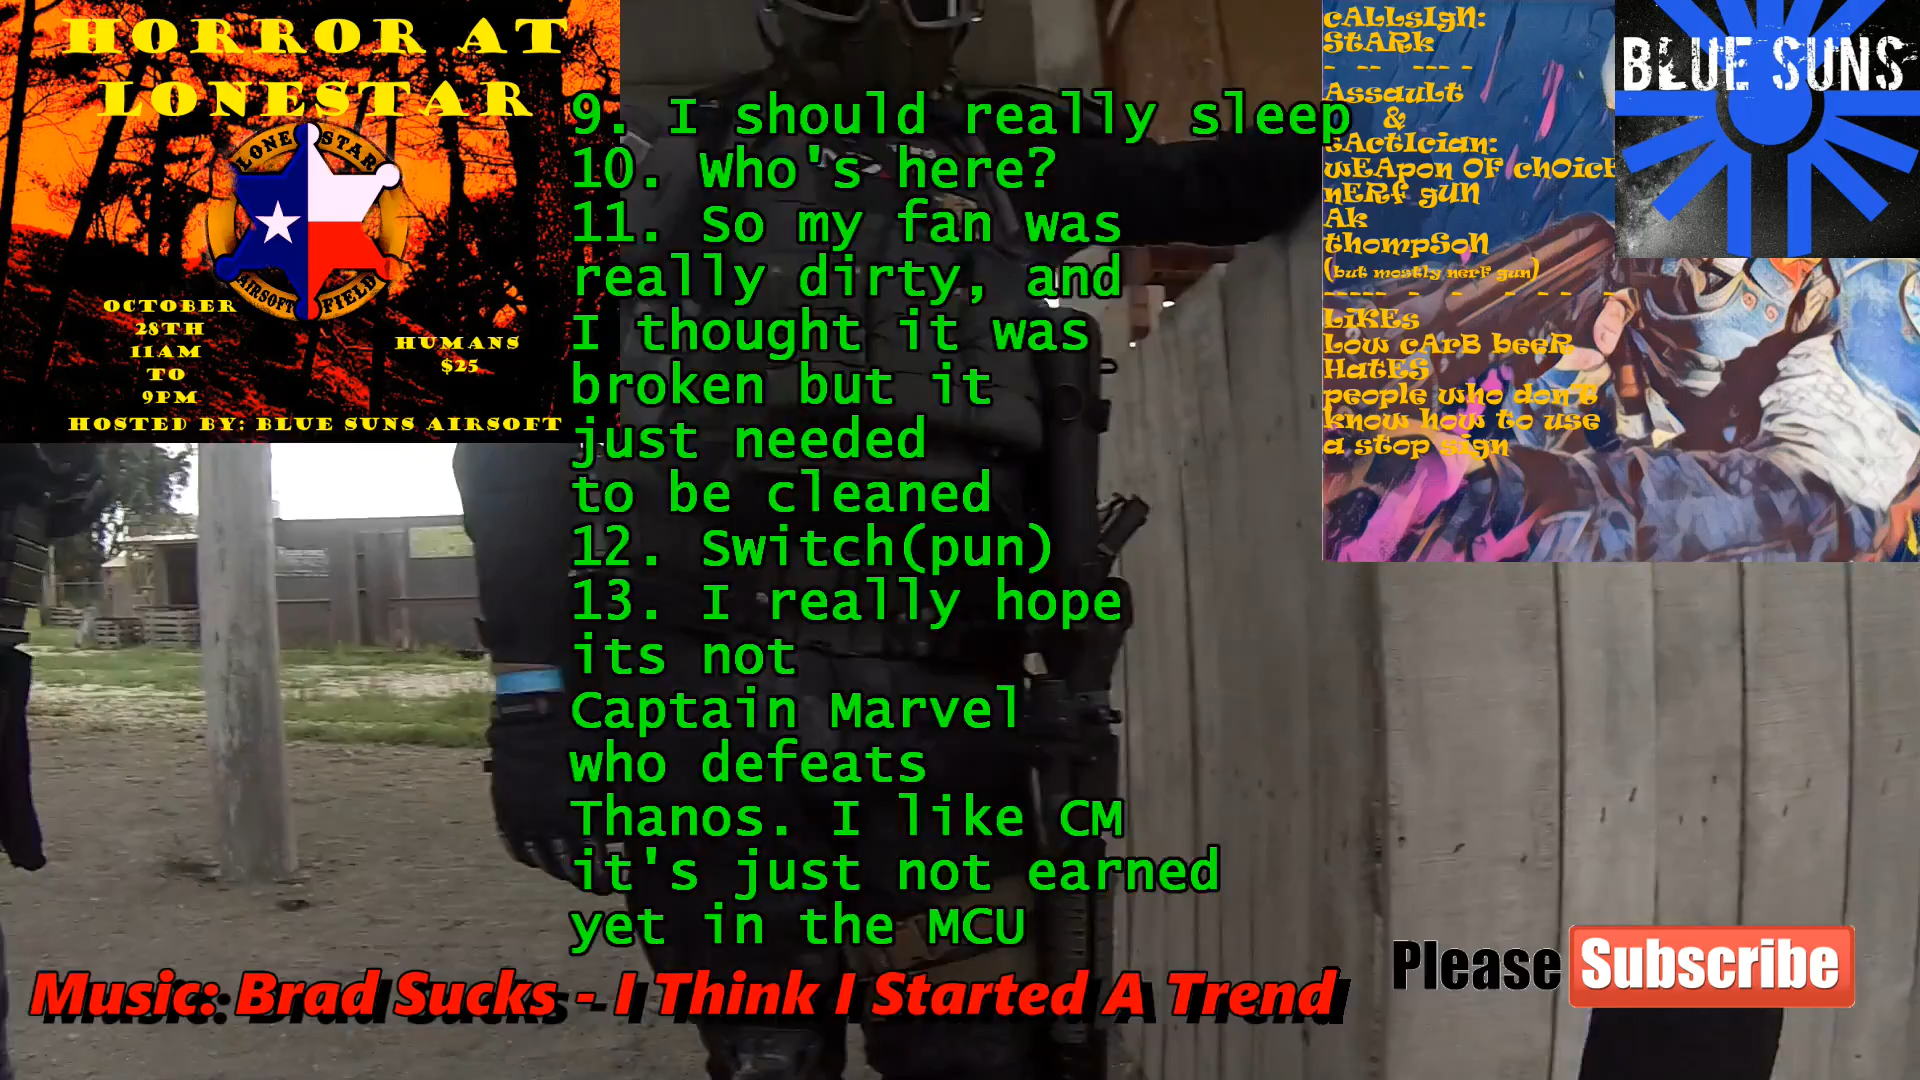 HORROR AT
LONESTAR
LONE STAR
AIRSOFT FIELD
OCTOBER
28TH
11AM
TO
9PM
HUMANS
$25
HOSTED BY: BLUE SUNS AIRSOFT
9. I should really sleep
10. Who's here?
11. So my fan was
really dirty, and
I thought it was
broken but it
just needed
to be cleaned
12. Switch(pun)
13. I really hope
its not
Captain Marvel
who defeats
Thanos. I like CM
it's just not earned
yet in the MCU
cALLsIgN:
StARk
- -- --- -
AssauLt
&
tActIcian:
wEApon OF chOicE
nERf gUN
Ak
thompSoN
(but mostly nerf gun)
----- - - - -- -
LiKEs
Low cArB beeR
HatES
people who don't
know how to use
a stop sign
BLUE SUNS
Music: Brad Sucks - I Think I Started A Trend
Please Subscribe